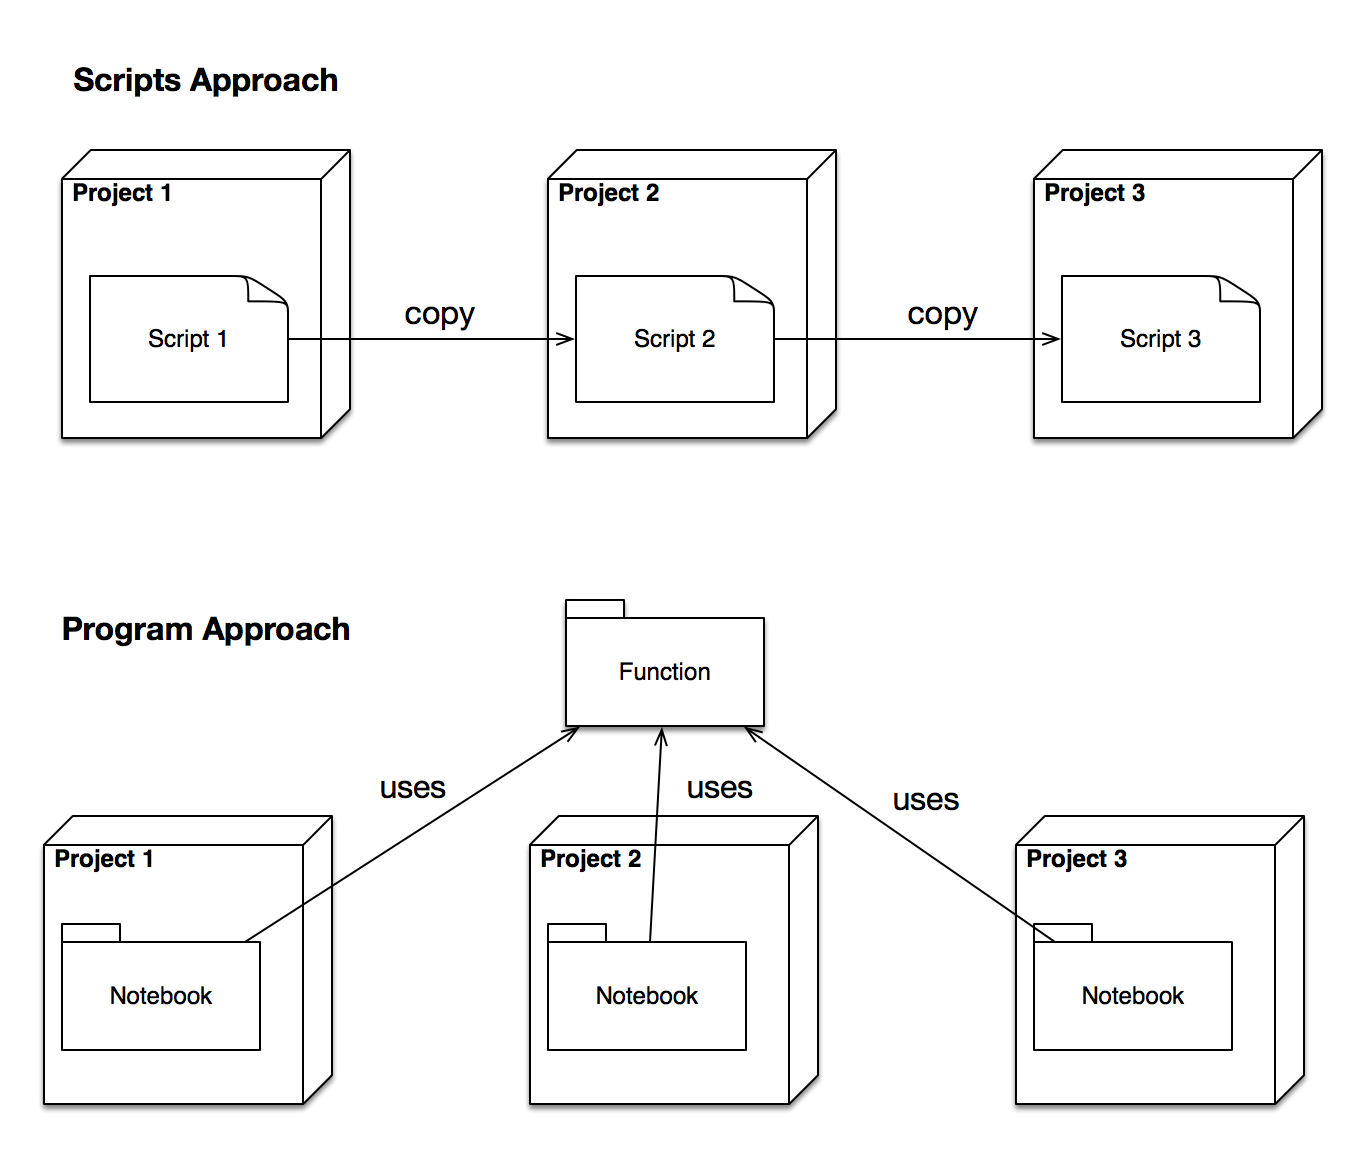 Scripts Approach
Project 1
Project 2
Project 3
copy
copy
Script 1
Script 2
Script 3
Program Approach
Function
uses
uses
uses
Project 1
Project 2
Project 3
Notebook
Notebook
Notebook